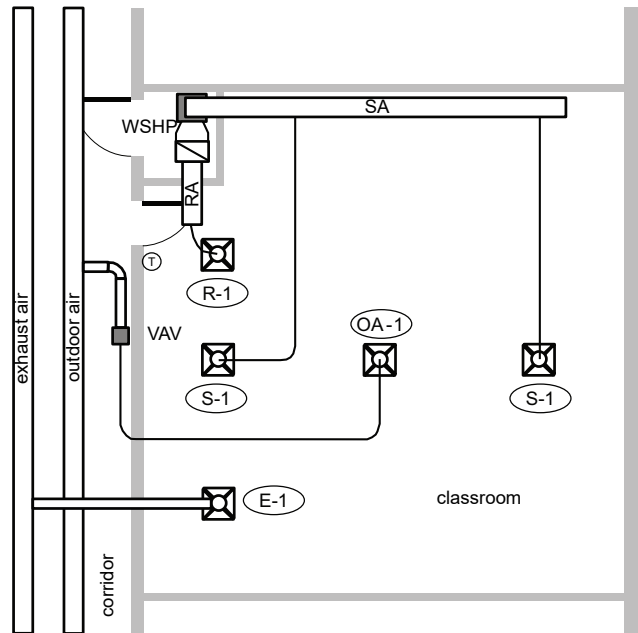 SA
WSHP
RA
T
R-1
exhaust air
outdoor air
VAV
OA-1
S-1
S-1
E-1
classroom
corridor